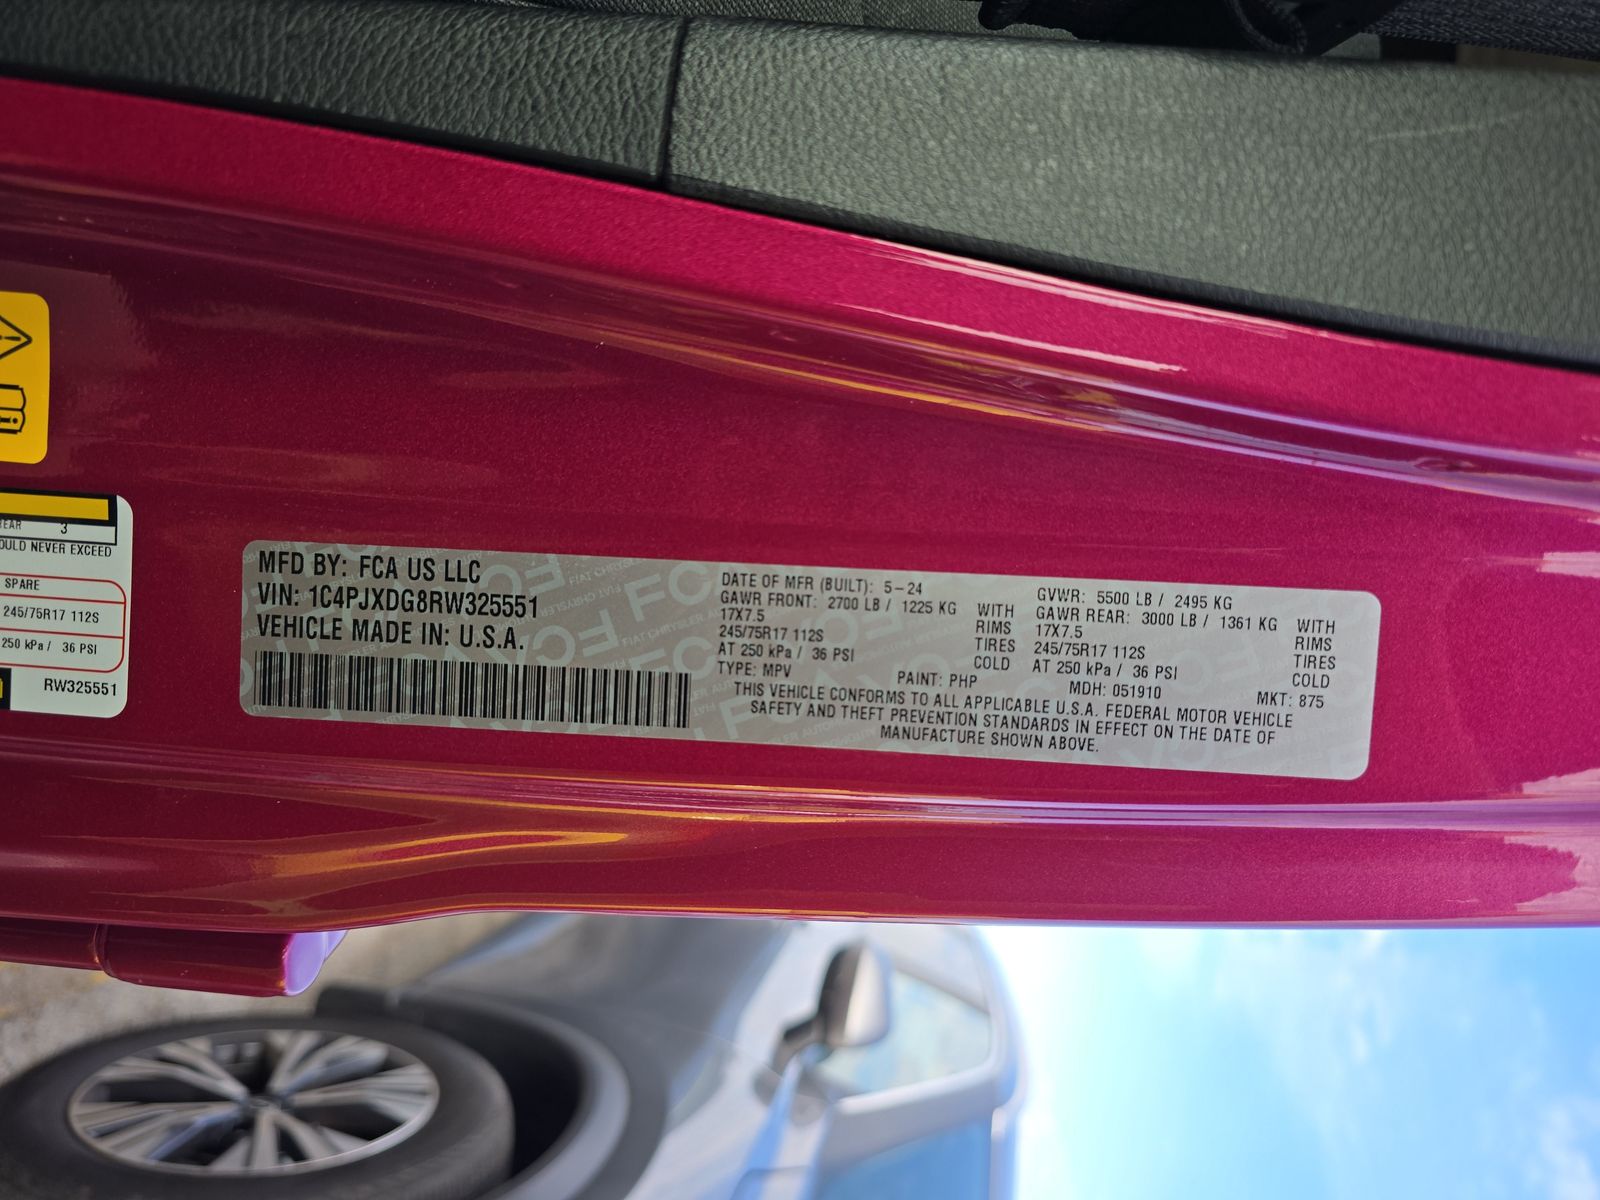 EAR 3
OULD NEVER EXCEED
SPARE
245/75R17 112S
250 kPa / 36 PSI
RW325551
MFD BY: FCA US LLC
VIN: 1C4PJXDG8RW325551
VEHICLE MADE IN: U.S.A.
DATE OF MFR (BUILT): 5-24
GAWR FRONT: 2700 LB / 1225 KG WITH
17X7.5 RIMS
245/75R17 112S TIRES
AT 250 kPa / 36 PSI COLD
GVWR: 5500 LB / 2495 KG
GAWR REAR: 3000 LB / 1361 KG WITH
17X7.5 RIMS
245/75R17 112S TIRES
AT 250 kPa / 36 PSI COLD
TYPE: MPV PAINT: PHP MDH: 051910 MKT: 875
THIS VEHICLE CONFORMS TO ALL APPLICABLE U.S.A. FEDERAL MOTOR VEHICLE
SAFETY AND THEFT PREVENTION STANDARDS IN EFFECT ON THE DATE OF
MANUFACTURE SHOWN ABOVE.